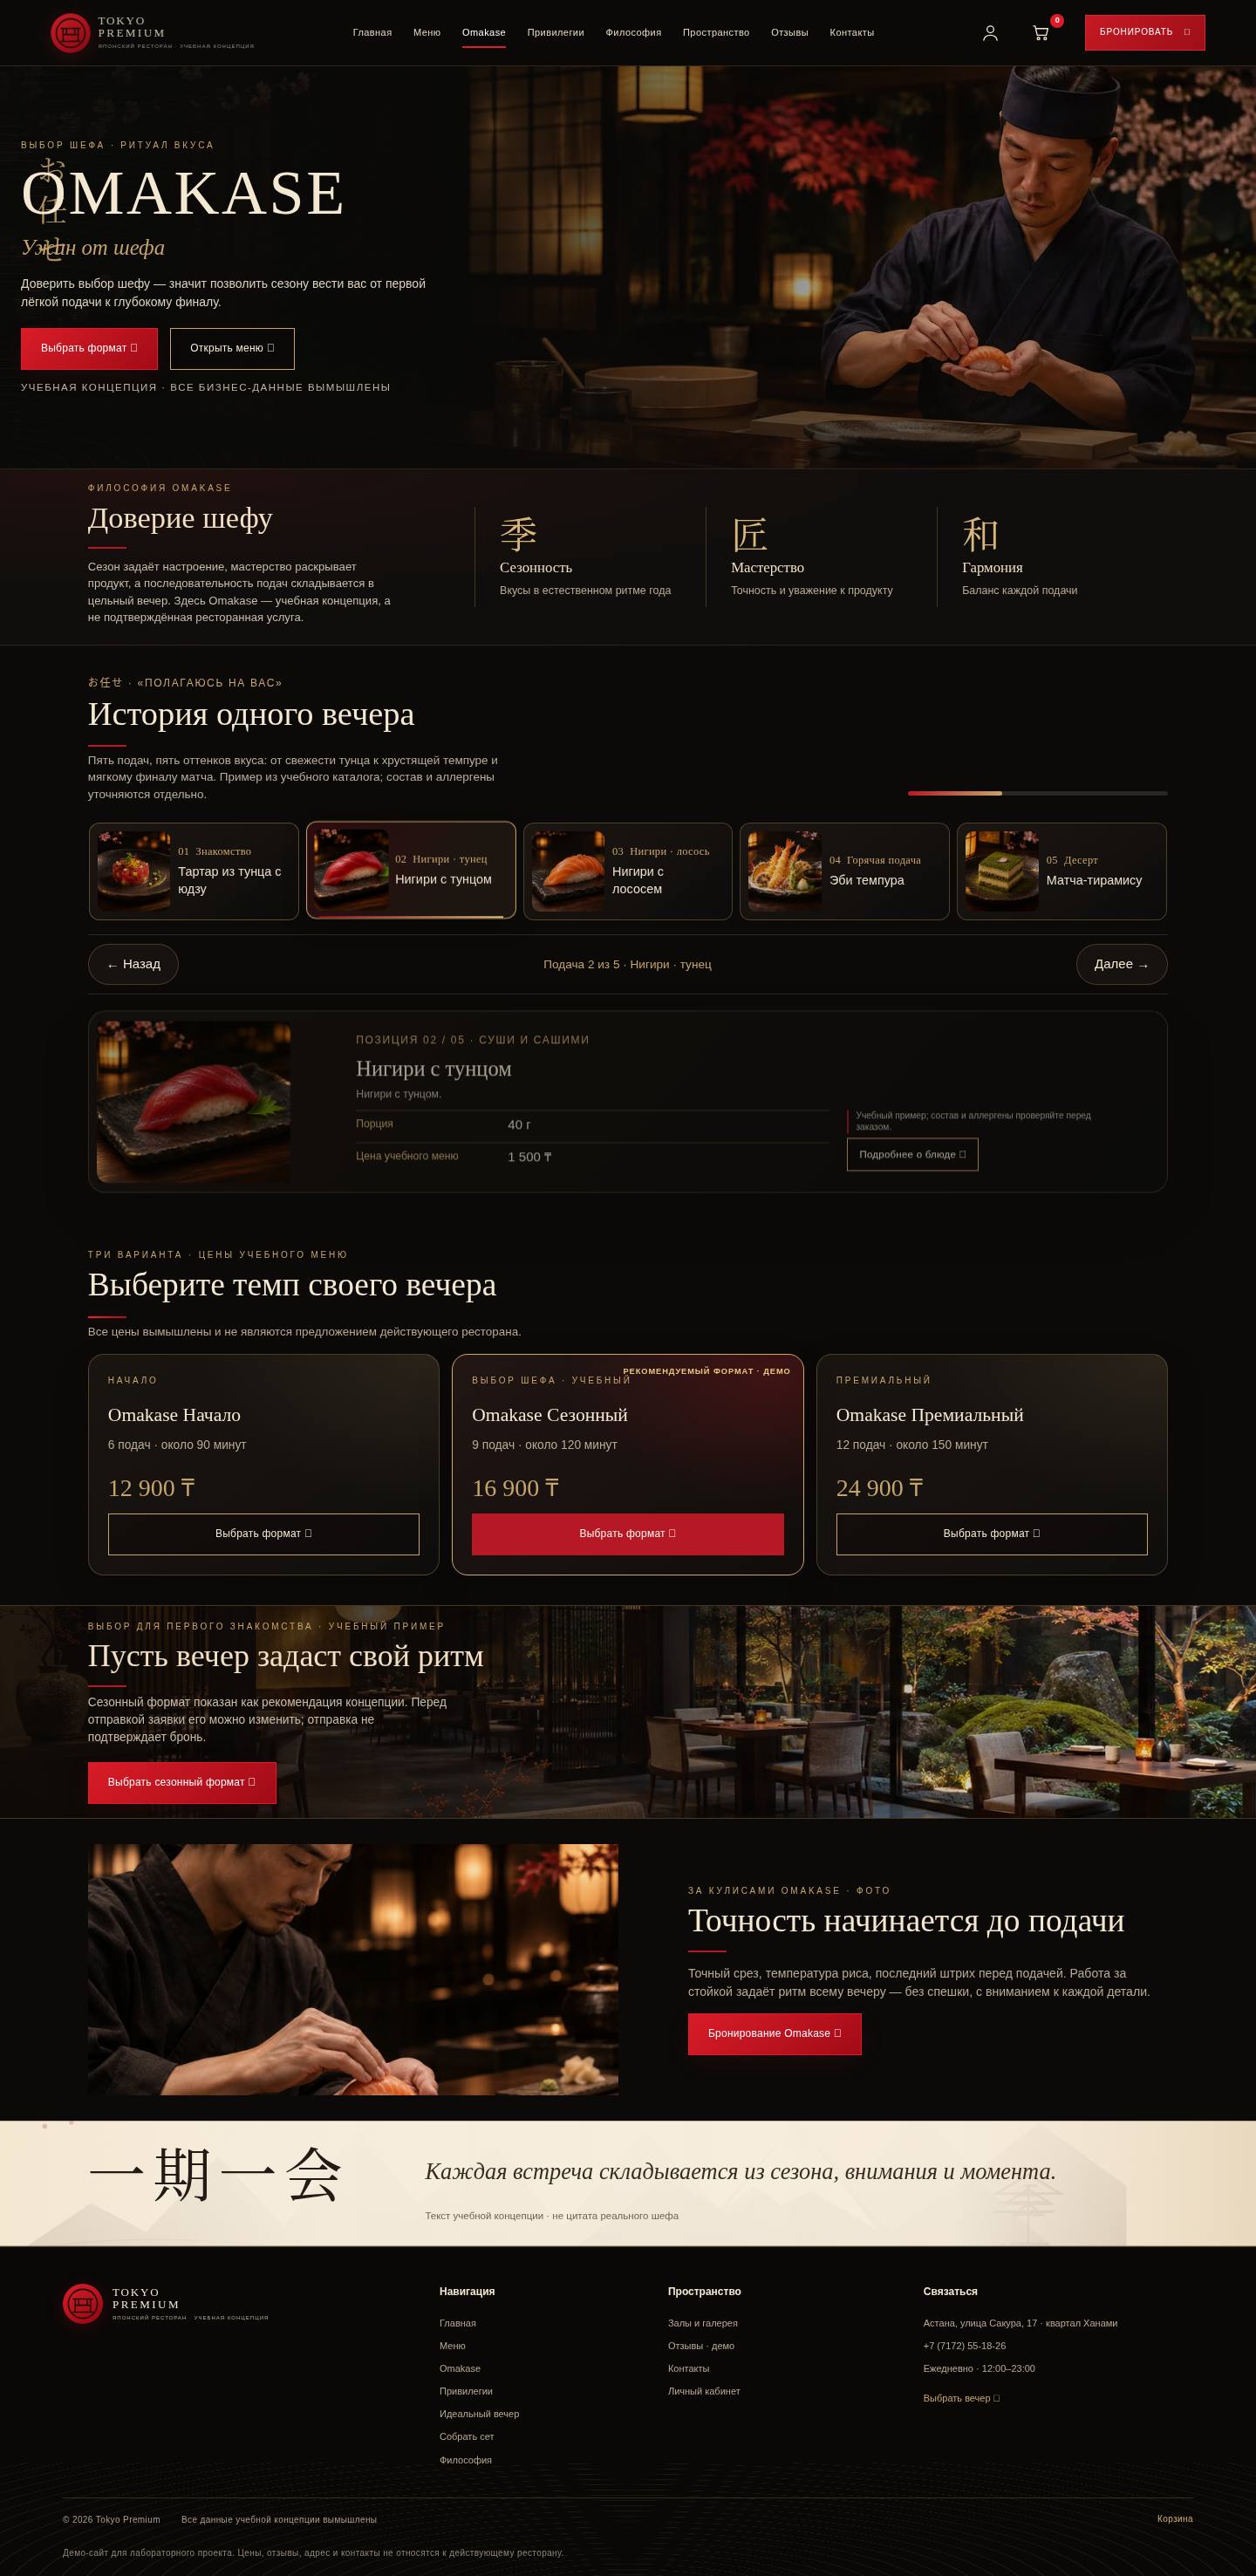 TOKYO
PREMIUM
ЯПОНСКИЙ РЕСТОРАН · УЧЕБНАЯ КОНЦЕПЦИЯ
Главная
Меню
Omakase
Привилегии
Философия
Пространство
Отзывы
Контакты
0
БРОНИРОВАТЬ
ВЫБОР ШЕФА · РИТУАЛ ВКУСА
お任せ
OMAKASE
Ужин от шефа
Доверить выбор шефу — значит позволить сезону вести вас от первой
лёгкой подачи к глубокому финалу.
Выбрать формат
Открыть меню
УЧЕБНАЯ КОНЦЕПЦИЯ · ВСЕ БИЗНЕС-ДАННЫЕ ВЫМЫШЛЕНЫ
ФИЛОСОФИЯ OMAKASE
Доверие шефу
Сезон задаёт настроение, мастерство раскрывает
продукт, а последовательность подач складывается в
цельный вечер. Здесь Omakase — учебная концепция, а
не подтверждённая ресторанная услуга.
季
Сезонность
Вкусы в естественном ритме года
匠
Мастерство
Точность и уважение к продукту
和
Гармония
Баланс каждой подачи
お任せ · «ПОЛАГАЮСЬ НА ВАС»
История одного вечера
Пять подач, пять оттенков вкуса: от свежести тунца к хрустящей темпуре и
мягкому финалу матча. Пример из учебного каталога; состав и аллергены
уточняются отдельно.
01 Знакомство
Тартар из тунца с
юдзу
02 Нигири · тунец
Нигири с тунцом
03 Нигири · лосось
Нигири с
лососем
04 Горячая подача
Эби темпура
05 Десерт
Матча-тирамису
← Назад
Подача 2 из 5 · Нигири · тунец
Далее →
ПОЗИЦИЯ 02 / 05 · СУШИ И САШИМИ
Нигири с тунцом
Нигири с тунцом.
Порция 40 г
Цена учебного меню 1 500 ₸
Учебный пример; состав и аллергены проверяйте перед
заказом.
Подробнее о блюде
ТРИ ВАРИАНТА · ЦЕНЫ УЧЕБНОГО МЕНЮ
Выберите темп своего вечера
Все цены вымышлены и не являются предложением действующего ресторана.
НАЧАЛО
Omakase Начало
6 подач · около 90 минут
12 900 ₸
Выбрать формат
РЕКОМЕНДУЕМЫЙ ФОРМАТ · ДЕМО
ВЫБОР ШЕФА · УЧЕБНЫЙ
Omakase Сезонный
9 подач · около 120 минут
16 900 ₸
Выбрать формат
ПРЕМИАЛЬНЫЙ
Omakase Премиальный
12 подач · около 150 минут
24 900 ₸
Выбрать формат
ВЫБОР ДЛЯ ПЕРВОГО ЗНАКОМСТВА · УЧЕБНЫЙ ПРИМЕР
Пусть вечер задаст свой ритм
Сезонный формат показан как рекомендация концепции. Перед
отправкой заявки его можно изменить; отправка не
подтверждает бронь.
Выбрать сезонный формат
ЗА КУЛИСАМИ OMAKASE · ФОТО
Точность начинается до подачи
Точный срез, температура риса, последний штрих перед подачей. Работа за
стойкой задаёт ритм всему вечеру — без спешки, с вниманием к каждой детали.
Бронирование Omakase
一期一会
Каждая встреча складывается из сезона, внимания и момента.
Текст учебной концепции · не цитата реального шефа
TOKYO
PREMIUM
ЯПОНСКИЙ РЕСТОРАН · УЧЕБНАЯ КОНЦЕПЦИЯ
Навигация
Главная
Меню
Omakase
Привилегии
Идеальный вечер
Собрать сет
Философия
Пространство
Залы и галерея
Отзывы · демо
Контакты
Личный кабинет
Связаться
Астана, улица Сакура, 17 · квартал Ханами
+7 (7172) 55-18-26
Ежедневно · 12:00–23:00
Выбрать вечер
© 2026 Tokyo Premium
Все данные учебной концепции вымышлены
Корзина
Демо-сайт для лабораторного проекта. Цены, отзывы, адрес и контакты не относятся к действующему ресторану.